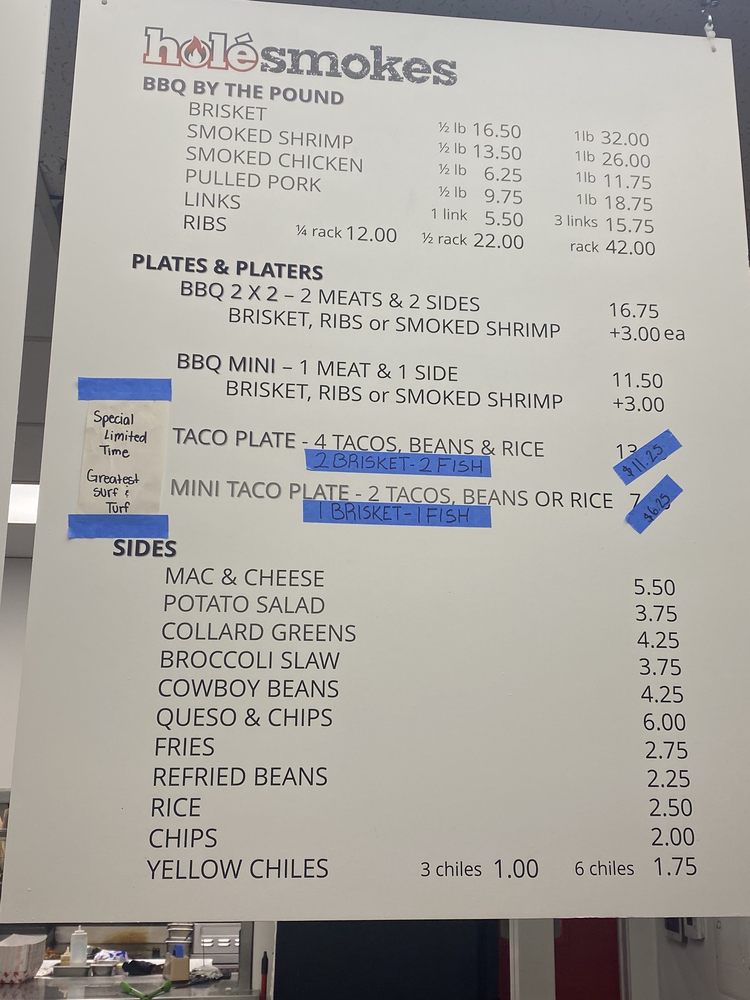 holésmokes
BBQ BY THE POUND
BRISKET ½ lb 16.50 1lb 32.00
SMOKED SHRIMP ½ lb 13.50 1lb 26.00
SMOKED CHICKEN ½ lb 6.25 1lb 11.75
PULLED PORK ½ lb 9.75 1lb 18.75
LINKS 1 link 5.50 3 links 15.75
RIBS ¼ rack 12.00 ½ rack 22.00 rack 42.00
PLATES & PLATERS
BBQ 2 X 2 – 2 MEATS & 2 SIDES 16.75
BRISKET, RIBS or SMOKED SHRIMP +3.00 ea
BBQ MINI – 1 MEAT & 1 SIDE 11.50
BRISKET, RIBS or SMOKED SHRIMP +3.00
Special
Limited
Time
Greatest
surf &
Turf
TACO PLATE - 4 TACOS, BEANS & RICE 13 $11.25
2 BRISKET-2 FISH
MINI TACO PLATE - 2 TACOS, BEANS OR RICE 7 $6.25
1 BRISKET-1 FISH
SIDES
MAC & CHEESE 5.50
POTATO SALAD 3.75
COLLARD GREENS 4.25
BROCCOLI SLAW 3.75
COWBOY BEANS 4.25
QUESO & CHIPS 6.00
FRIES 2.75
REFRIED BEANS 2.25
RICE 2.50
CHIPS 2.00
YELLOW CHILES 3 chiles 1.00 6 chiles 1.75